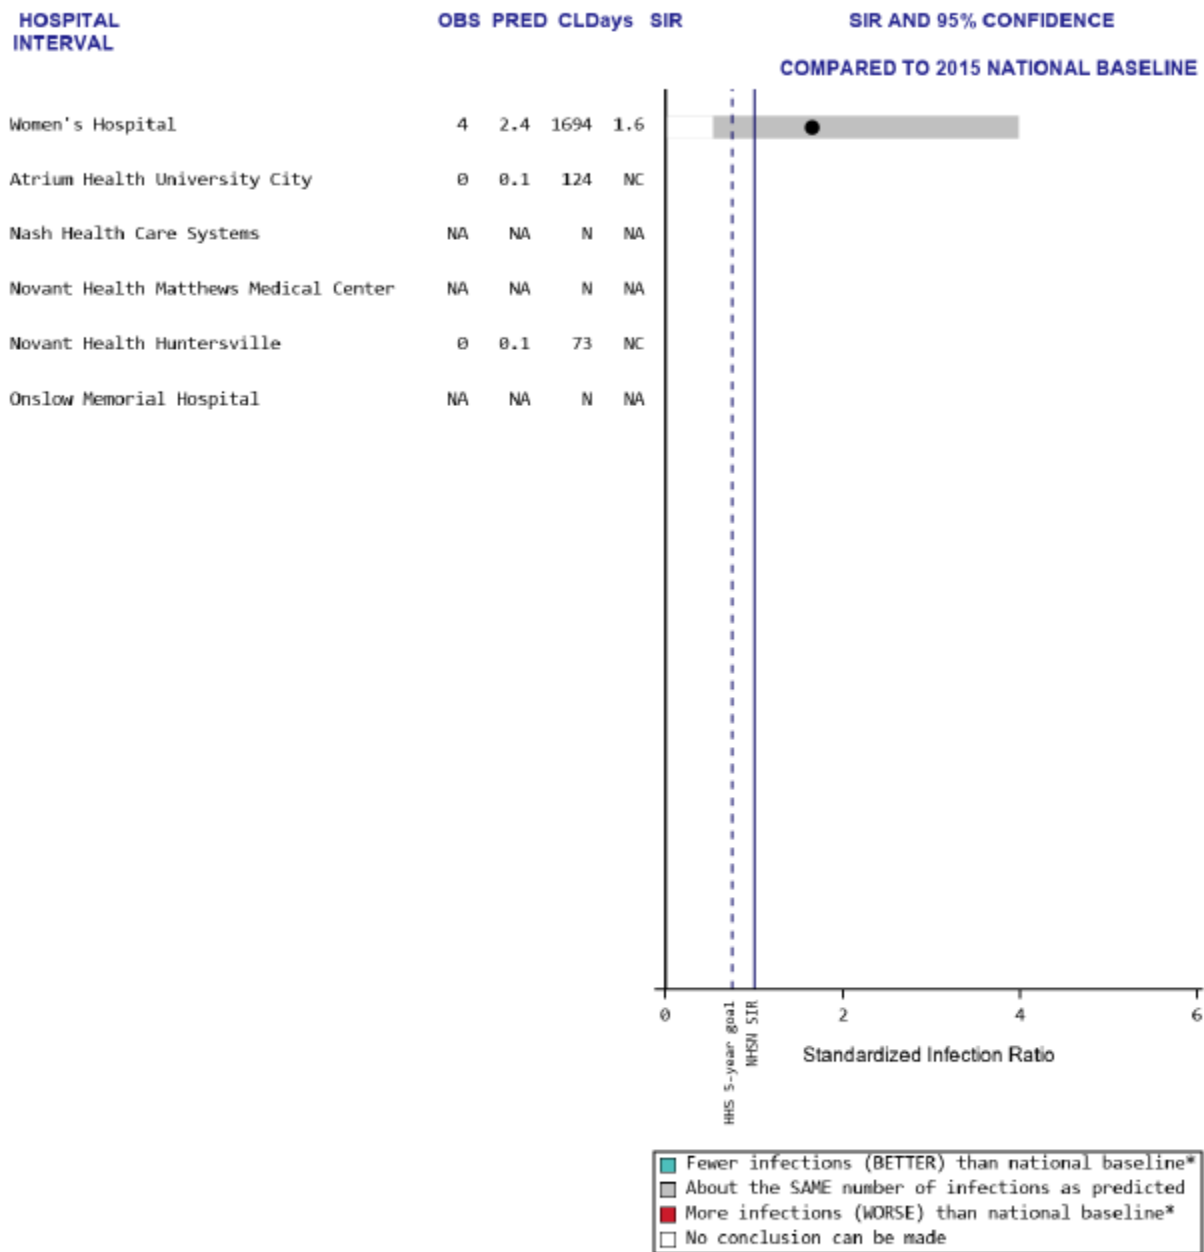 HOSPITAL OBS PRED CLDays SIR SIR AND 95% CONFIDENCE
INTERVAL
COMPARED TO 2015 NATIONAL BASELINE
Women's Hospital 4 2.4 1694 1.6
Atrium Health University City 0 0.1 124 NC
Nash Health Care Systems NA NA N NA
Novant Health Matthews Medical Center NA NA N NA
Novant Health Huntersville 0 0.1 73 NC
Onslow Memorial Hospital NA NA N NA
0 2 4 6
HHS 5-year goal
NHSN SIR
Standardized Infection Ratio
Fewer infections (BETTER) than national baseline*
About the SAME number of infections as predicted
More infections (WORSE) than national baseline*
No conclusion can be made